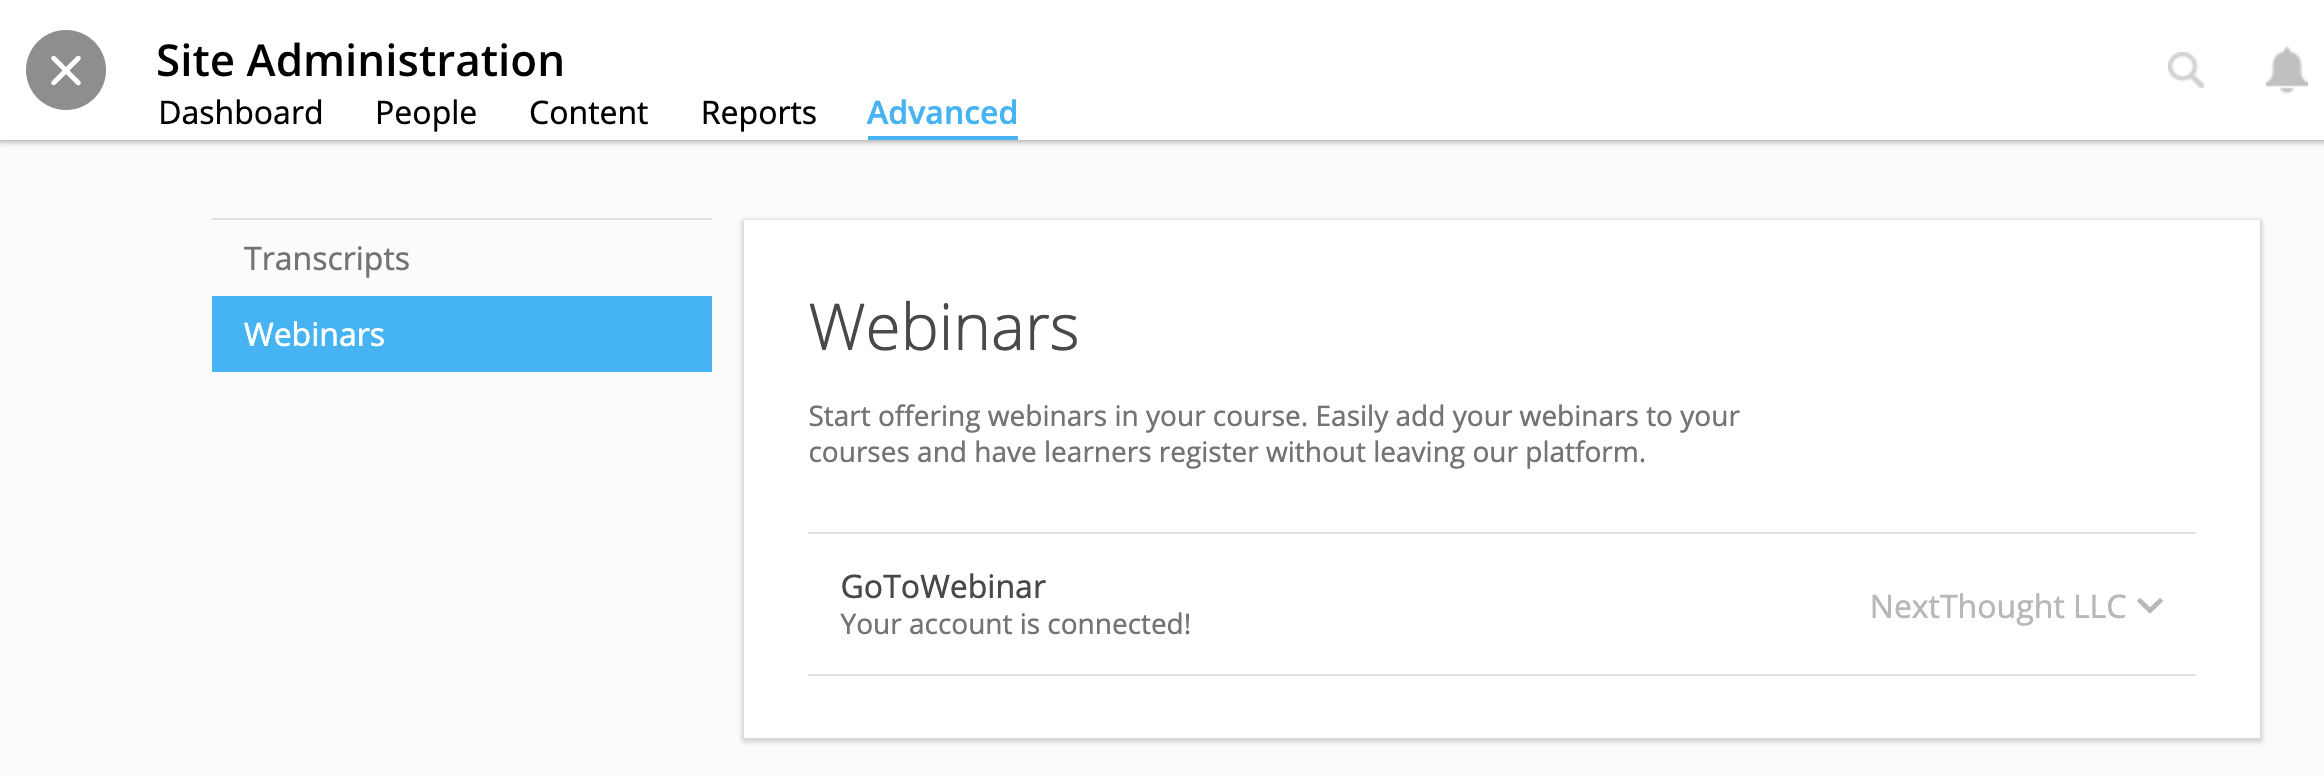 Site Administration
Dashboard People Content Reports Advanced
Transcripts
Webinars
Webinars
Start offering webinars in your course. Easily add your webinars to your
courses and have learners register without leaving our platform.
GoToWebinar
Your account is connected!
NextThought LLC